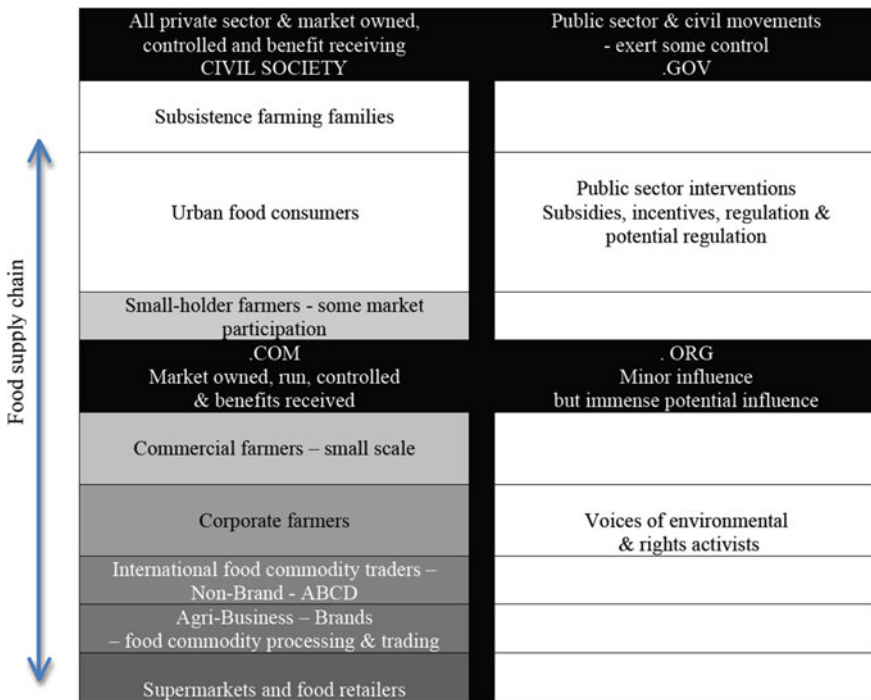 All private sector & market owned,
controlled and benefit receiving
CIVIL SOCIETY
Public sector & civil movements
- exert some control
.GOV
Subsistence farming families
Urban food consumers
Public sector interventions
Subsidies, incentives, regulation &
potential regulation
Small-holder farmers - some market
participation
.COM
Market owned, run, controlled
& benefits received
. ORG
Minor influence
but immense potential influence
Commercial farmers – small scale
Corporate farmers
Voices of environmental
& rights activists
International food commodity traders –
Non-Brand - ABCD
Agri-Business – Brands
– food commodity processing & trading
Supermarkets and food retailers
Food supply chain